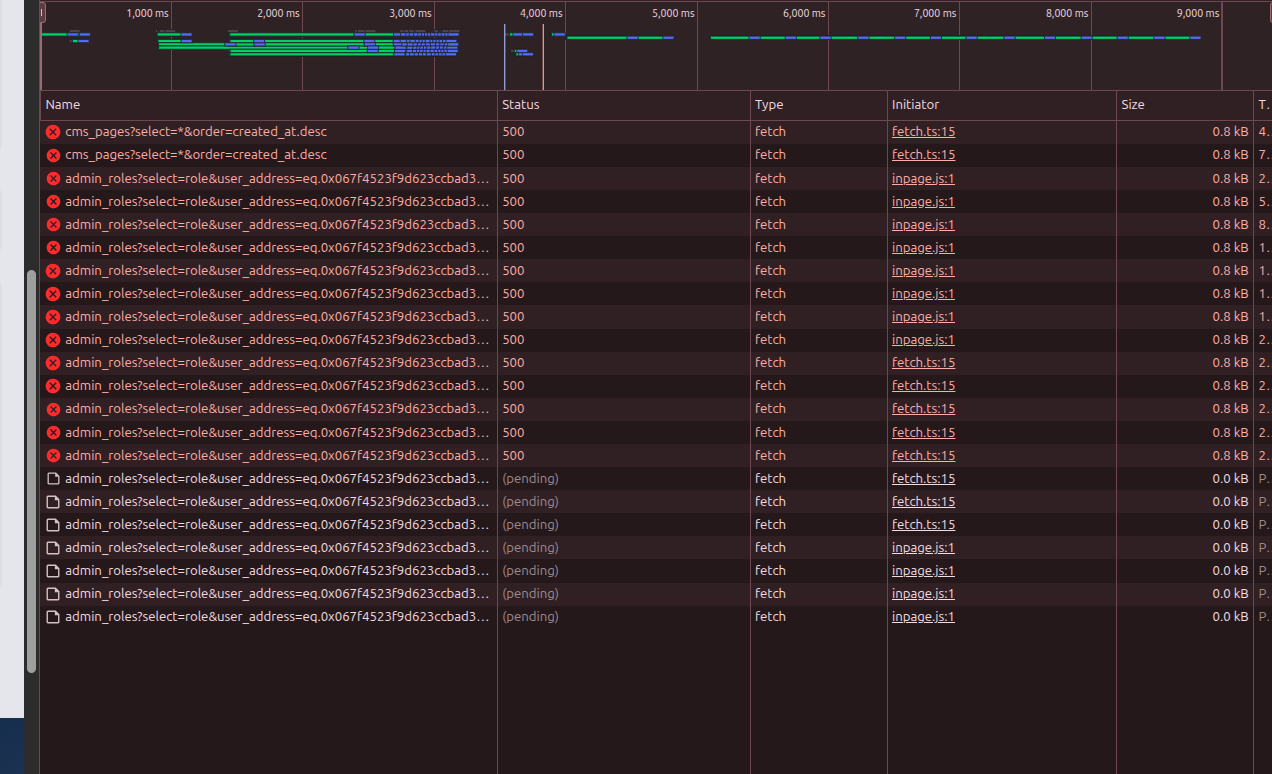 1,000 ms 2,000 ms 3,000 ms 4,000 ms 5,000 ms 6,000 ms 7,000 ms 8,000 ms 9,000 ms
Name Status Type Initiator Size T.
cms_pages?select=*&order=created_at.desc 500 fetch fetch.ts:15 0.8 kB 4.
cms_pages?select=*&order=created_at.desc 500 fetch fetch.ts:15 0.8 kB 7.
admin_roles?select=role&user_address=eq.0x067f4523f9d623ccbad3... 500 fetch inpage.js:1 0.8 kB 2.
admin_roles?select=role&user_address=eq.0x067f4523f9d623ccbad3... 500 fetch inpage.js:1 0.8 kB 5.
admin_roles?select=role&user_address=eq.0x067f4523f9d623ccbad3... 500 fetch inpage.js:1 0.8 kB 8.
admin_roles?select=role&user_address=eq.0x067f4523f9d623ccbad3... 500 fetch inpage.js:1 0.8 kB 1.
admin_roles?select=role&user_address=eq.0x067f4523f9d623ccbad3... 500 fetch inpage.js:1 0.8 kB 1.
admin_roles?select=role&user_address=eq.0x067f4523f9d623ccbad3... 500 fetch inpage.js:1 0.8 kB 1.
admin_roles?select=role&user_address=eq.0x067f4523f9d623ccbad3... 500 fetch inpage.js:1 0.8 kB 1.
admin_roles?select=role&user_address=eq.0x067f4523f9d623ccbad3... 500 fetch inpage.js:1 0.8 kB 2.
admin_roles?select=role&user_address=eq.0x067f4523f9d623ccbad3... 500 fetch fetch.ts:15 0.8 kB 2.
admin_roles?select=role&user_address=eq.0x067f4523f9d623ccbad3... 500 fetch fetch.ts:15 0.8 kB 2.
admin_roles?select=role&user_address=eq.0x067f4523f9d623ccbad3... 500 fetch fetch.ts:15 0.8 kB 2.
admin_roles?select=role&user_address=eq.0x067f4523f9d623ccbad3... 500 fetch fetch.ts:15 0.8 kB 2.
admin_roles?select=role&user_address=eq.0x067f4523f9d623ccbad3... 500 fetch fetch.ts:15 0.8 kB 2.
admin_roles?select=role&user_address=eq.0x067f4523f9d623ccbad3... (pending) fetch fetch.ts:15 0.0 kB P.
admin_roles?select=role&user_address=eq.0x067f4523f9d623ccbad3... (pending) fetch fetch.ts:15 0.0 kB P.
admin_roles?select=role&user_address=eq.0x067f4523f9d623ccbad3... (pending) fetch fetch.ts:15 0.0 kB P.
admin_roles?select=role&user_address=eq.0x067f4523f9d623ccbad3... (pending) fetch inpage.js:1 0.0 kB P.
admin_roles?select=role&user_address=eq.0x067f4523f9d623ccbad3... (pending) fetch inpage.js:1 0.0 kB P.
admin_roles?select=role&user_address=eq.0x067f4523f9d623ccbad3... (pending) fetch inpage.js:1 0.0 kB P.
admin_roles?select=role&user_address=eq.0x067f4523f9d623ccbad3... (pending) fetch inpage.js:1 0.0 kB P.